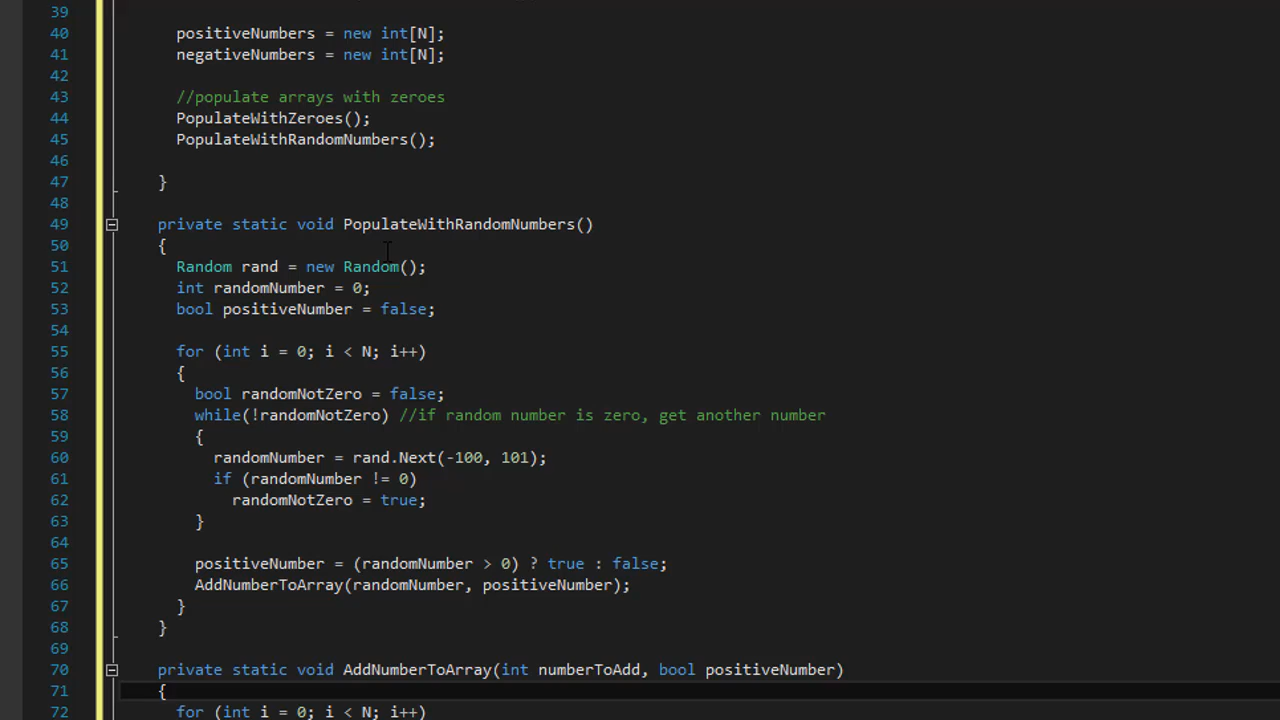 39
40 positiveNumbers = new int[N];
41 negativeNumbers = new int[N];
42
43 //populate arrays with zeroes
44 PopulateWithZeroes();
45 PopulateWithRandomNumbers();
46
47 }
48
49 private static void PopulateWithRandomNumbers()
50 {
51 Random rand = new Random();
52 int randomNumber = 0;
53 bool positiveNumber = false;
54
55 for (int i = 0; i < N; i++)
56 {
57 bool randomNotZero = false;
58 while(!randomNotZero) //if random number is zero, get another number
59 {
60 randomNumber = rand.Next(-100, 101);
61 if (randomNumber != 0)
62 randomNotZero = true;
63 }
64
65 positiveNumber = (randomNumber > 0) ? true : false;
66 AddNumberToArray(randomNumber, positiveNumber);
67 }
68 }
69
70 private static void AddNumberToArray(int numberToAdd, bool positiveNumber)
71 {
72 for (int i = 0; i < N; i++)